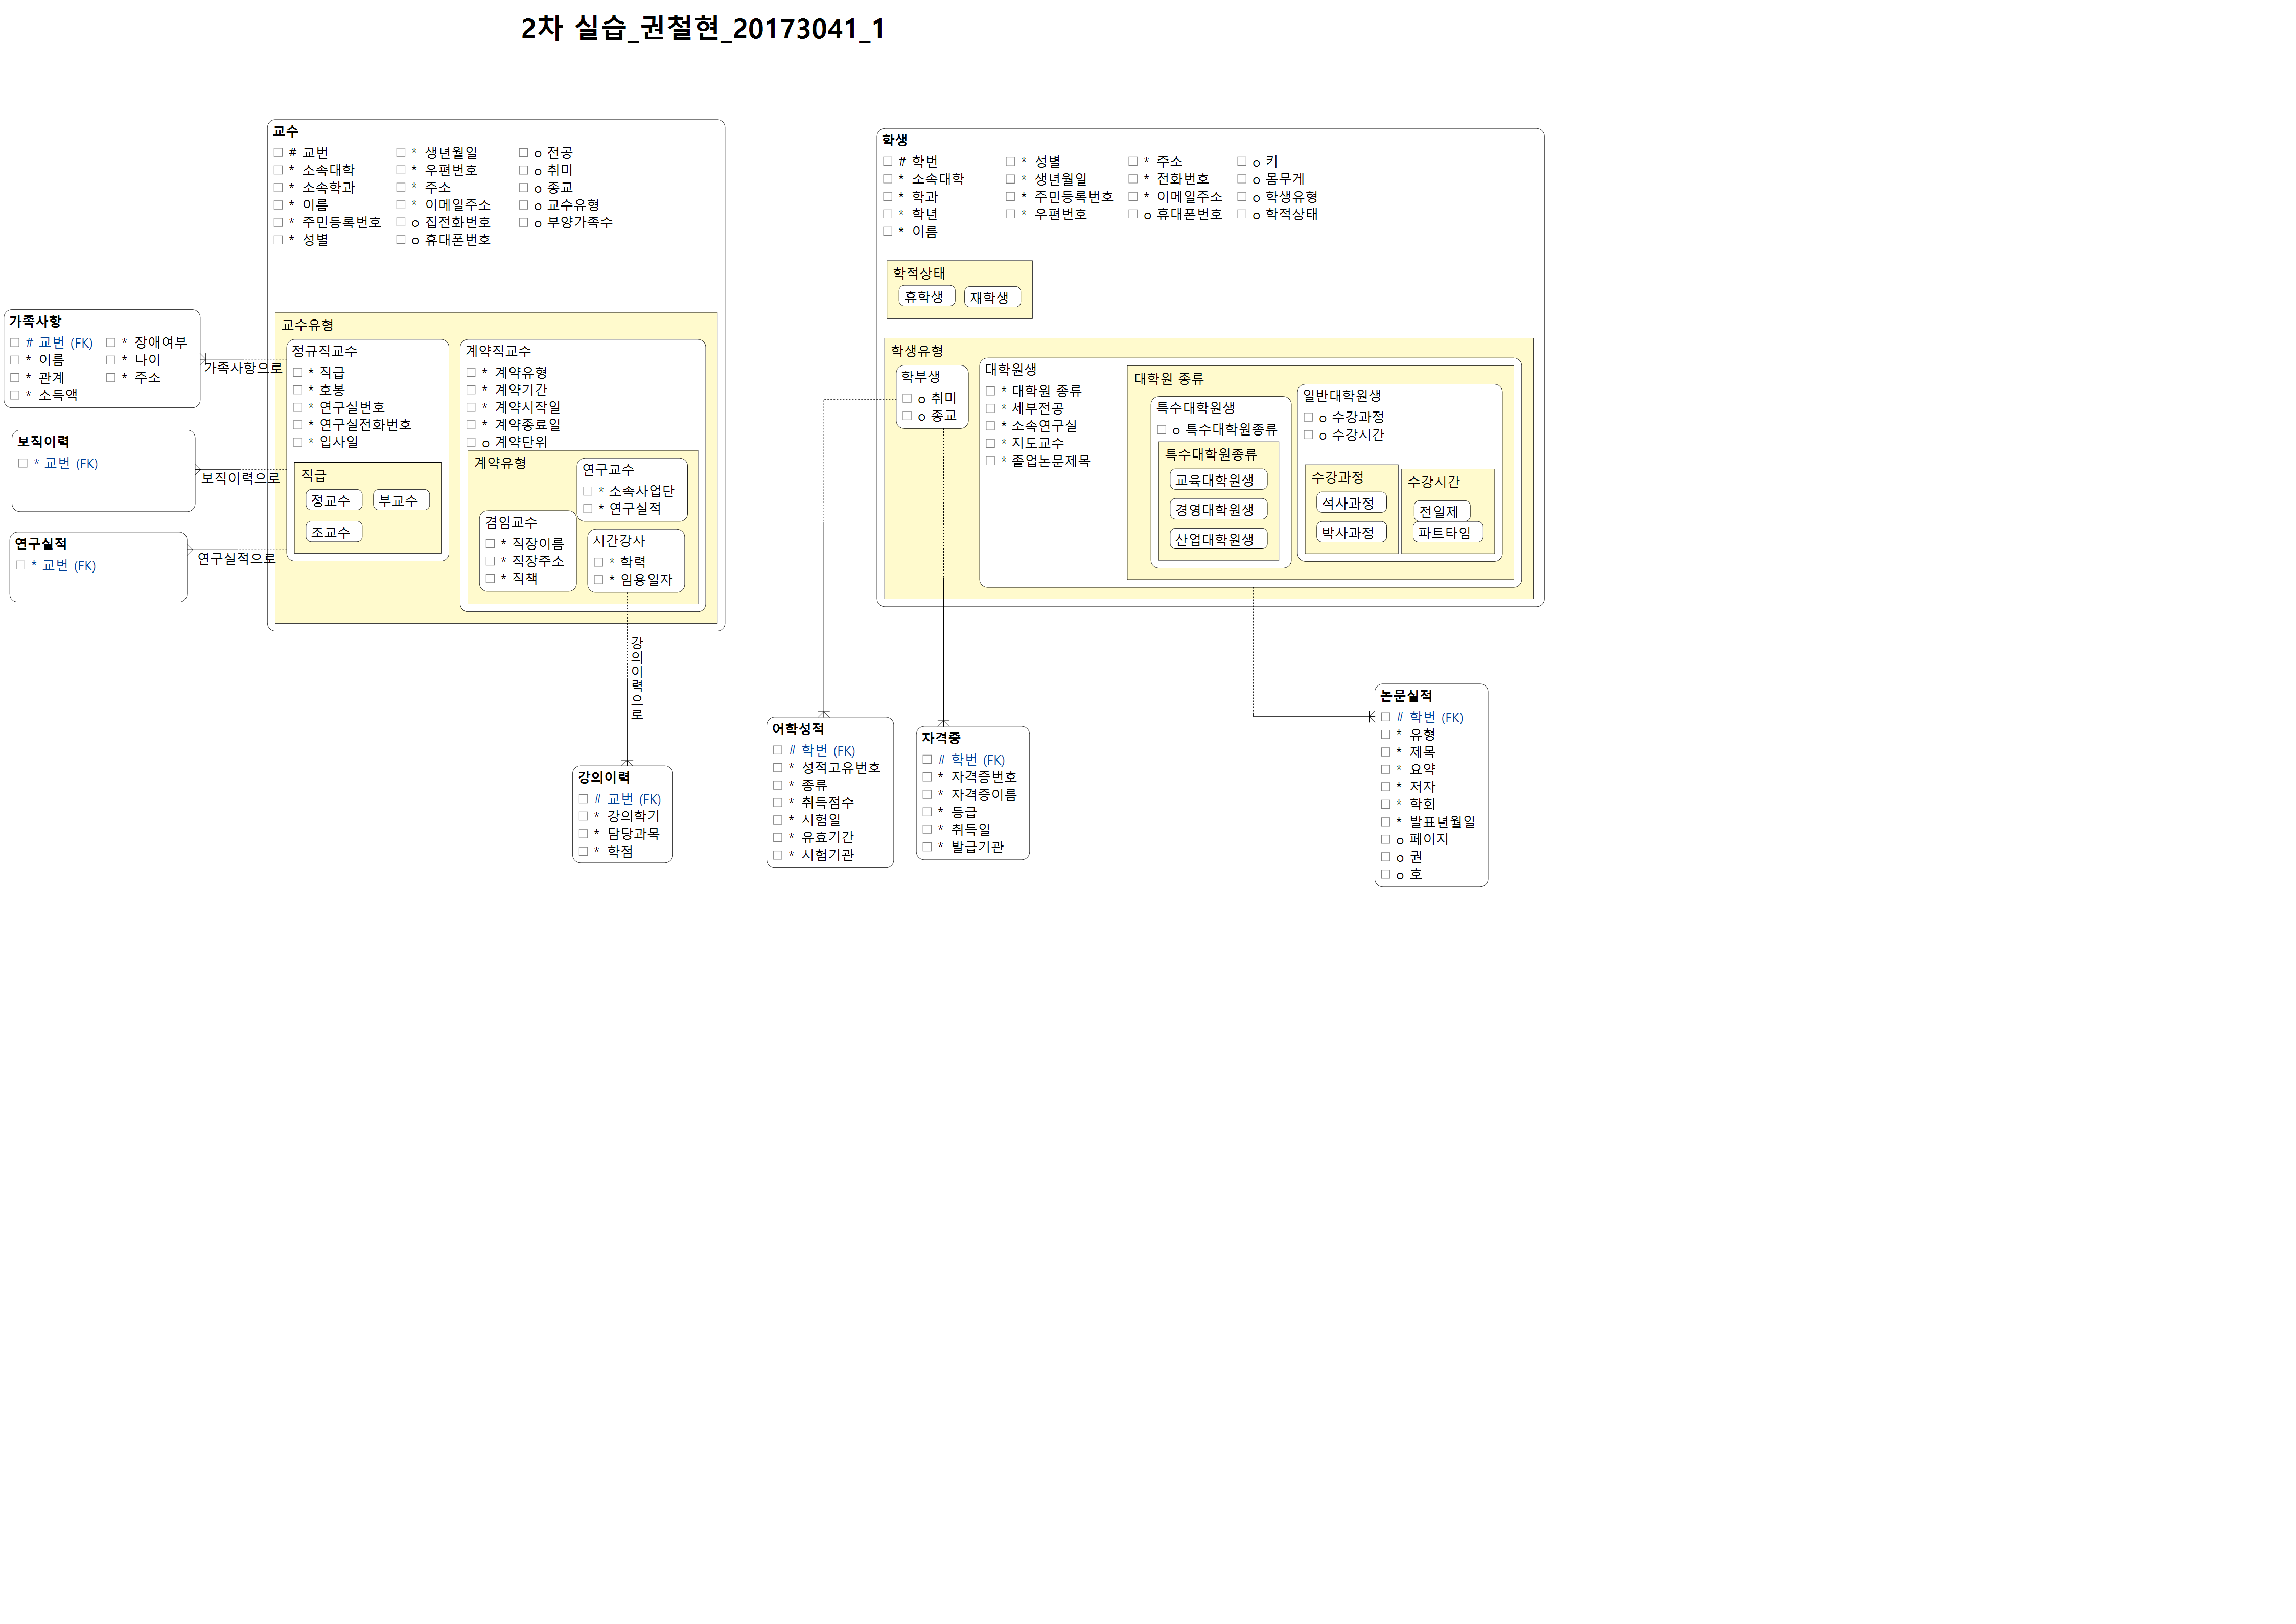 2차 실습_권철현_20173041_1
교수
# 교번
* 소속대학
* 소속학과
* 이름
* 주민등록번호
* 성별
* 생년월일
* 우편번호
* 주소
* 이메일주소
o 집전화번호
o 휴대폰번호
o 전공
o 취미
o 종교
o 교수유형
o 부양가족수
교수유형
정규직교수
* 직급
* 호봉
* 연구실번호
* 연구실전화번호
* 입사일
직급
정교수
부교수
조교수
계약직교수
* 계약유형
* 계약기간
* 계약시작일
* 계약종료일
o 계약단위
계약유형
연구교수
* 소속사업단
* 연구실적
겸임교수
* 직장이름
* 직장주소
* 직책
시간강사
* 학력
* 임용일자
가족사항
# 교번 (FK)
* 이름
* 관계
* 소득액
* 장애여부
* 나이
* 주소
가족사항으로
보직이력
* 교번 (FK)
보직이력으로
연구실적
* 교번 (FK)
연구실적으로
강의이력으로
강의이력
# 교번 (FK)
* 강의학기
* 담당과목
* 학점
학생
# 학번
* 소속대학
* 학과
* 학년
* 이름
* 성별
* 생년월일
* 주민등록번호
* 우편번호
* 주소
* 전화번호
* 이메일주소
o 휴대폰번호
o 키
o 몸무게
o 학생유형
o 학적상태
학적상태
휴학생
재학생
학생유형
학부생
o 취미
o 종교
대학원생
* 대학원 종류
* 세부전공
* 소속연구실
* 지도교수
* 졸업논문제목
대학원 종류
특수대학원생
o 특수대학원종류
특수대학원종류
교육대학원생
경영대학원생
산업대학원생
일반대학원생
o 수강과정
o 수강시간
수강과정
석사과정
박사과정
수강시간
전일제
파트타임
어학성적
# 학번 (FK)
* 성적고유번호
* 종류
* 취득점수
* 시험일
* 유효기간
* 시험기관
자격증
# 학번 (FK)
* 자격증번호
* 자격증이름
* 등급
* 취득일
* 발급기관
논문실적
# 학번 (FK)
* 유형
* 제목
* 요약
* 저자
* 학회
* 발표년월일
o 페이지
o 권
o 호